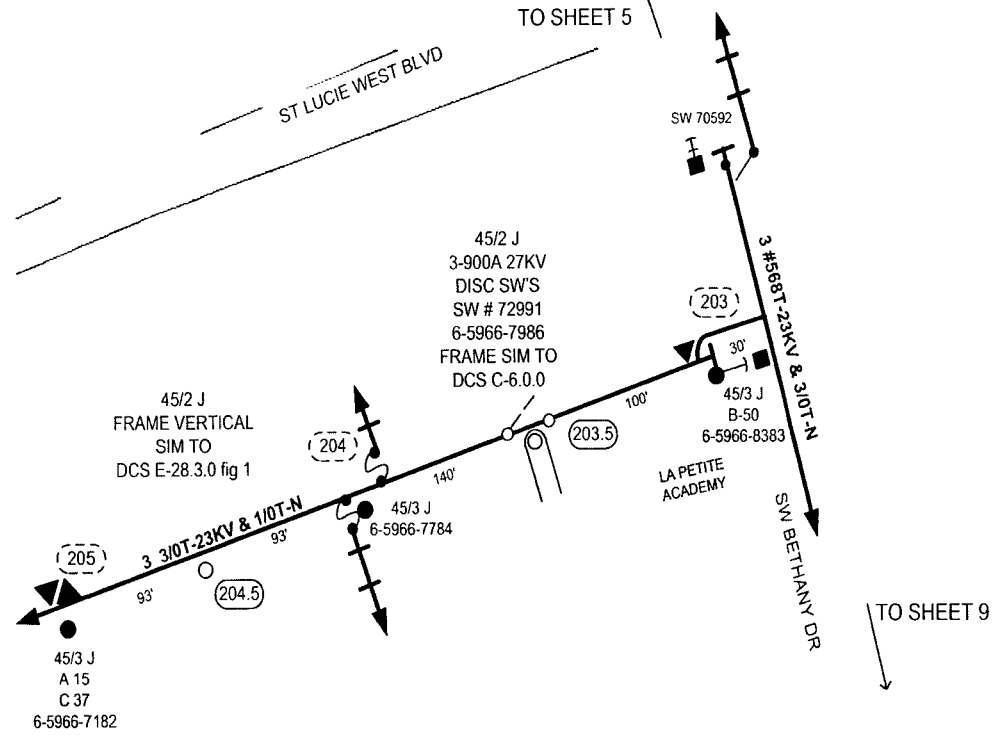 TO SHEET 5
ST LUCIE WEST BLVD
SW 70592
3 #568T-23KV & 3/0T-N
45/2 J
3-900A 27KV
DISC SW'S
SW # 72991
6-5966-7986
FRAME SIM TO
DCS C-6.0.0
203
30'
45/3 J
B-50
6-5966-8383
100'
203.5
45/2 J
FRAME VERTICAL
SIM TO
DCS E-28.3.0 fig 1
204
140'
LA PETITE
ACADEMY
45/3 J
6-5966-7784
3 3/0T-23KV & 1/0T-N
93'
SW BETHANY DR
205
93'
204.5
TO SHEET 9
45/3 J
A 15
C 37
6-5966-7182